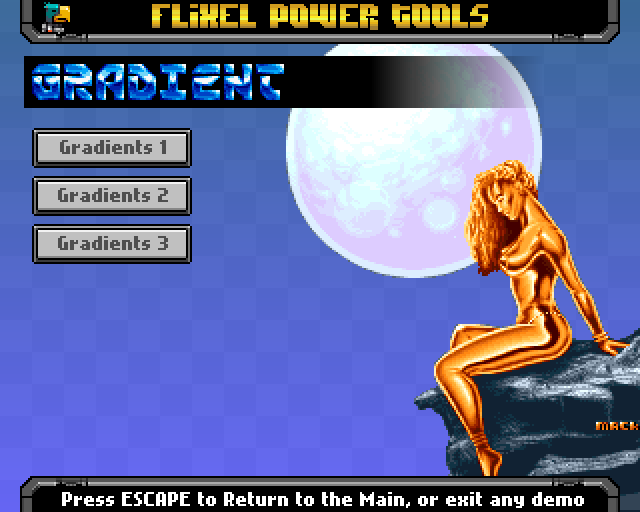 FLiXEL POWER TOOLS
GRADIENT
Gradients 1
Gradients 2
Gradients 3
MACK
Press ESCAPE to Return to the Main, or exit any demo